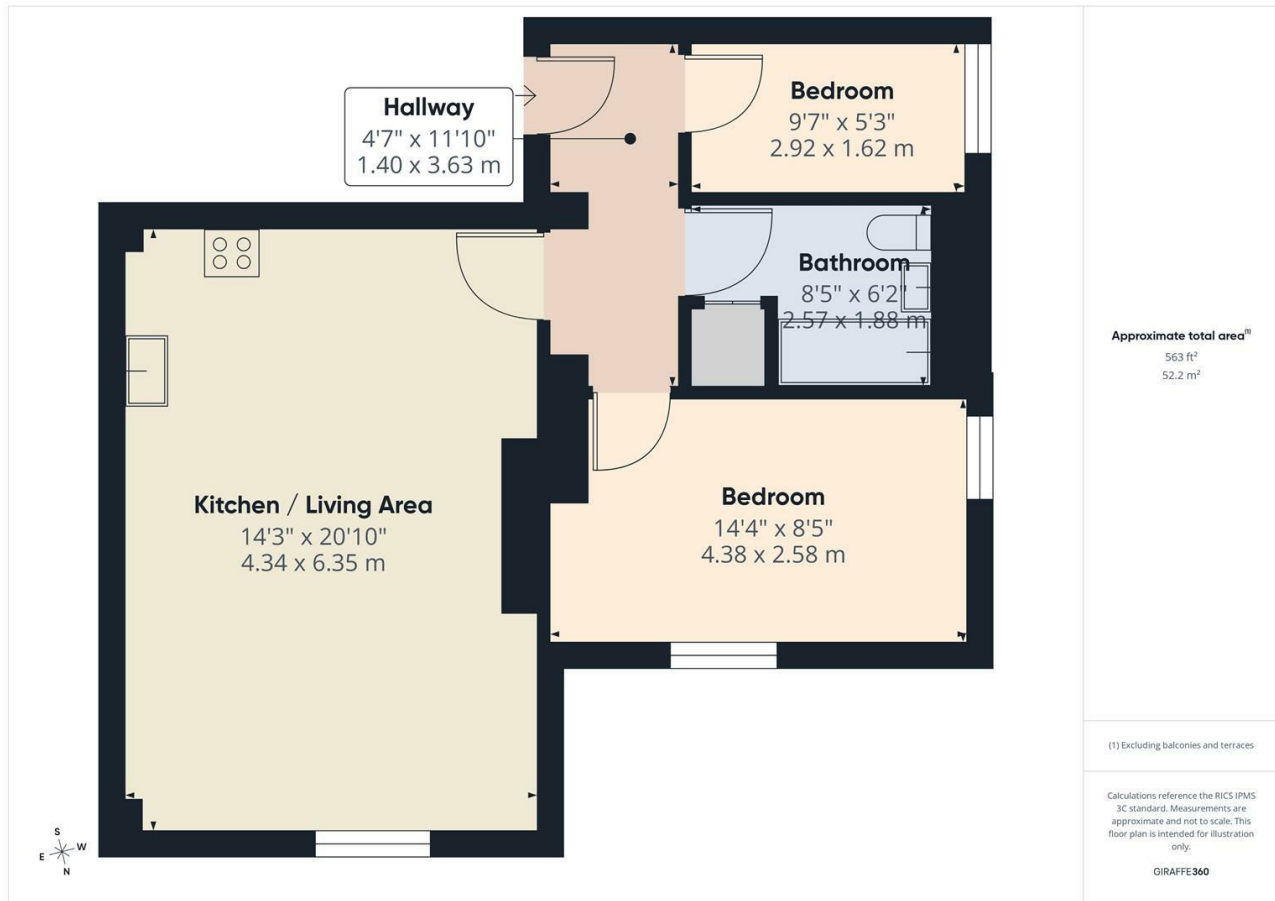 Hallway
4'7" x 11'10"
1.40 x 3.63 m
Bedroom
9'7" x 5'3"
2.92 x 1.62 m
Bathroom
8'5" x 6'2"
2.57 x 1.88 m
Kitchen / Living Area
14'3" x 20'10"
4.34 x 6.35 m
Bedroom
14'4" x 8'5"
4.38 x 2.58 m
S
W
E
N
Approximate total area(1)
563 ft²
52.2 m²
(1) Excluding balconies and terraces
Calculations reference the RICS IPMS
3C standard. Measurements are
approximate and not to scale. This
floor plan is intended for illustration
only.
GIRAFFE360